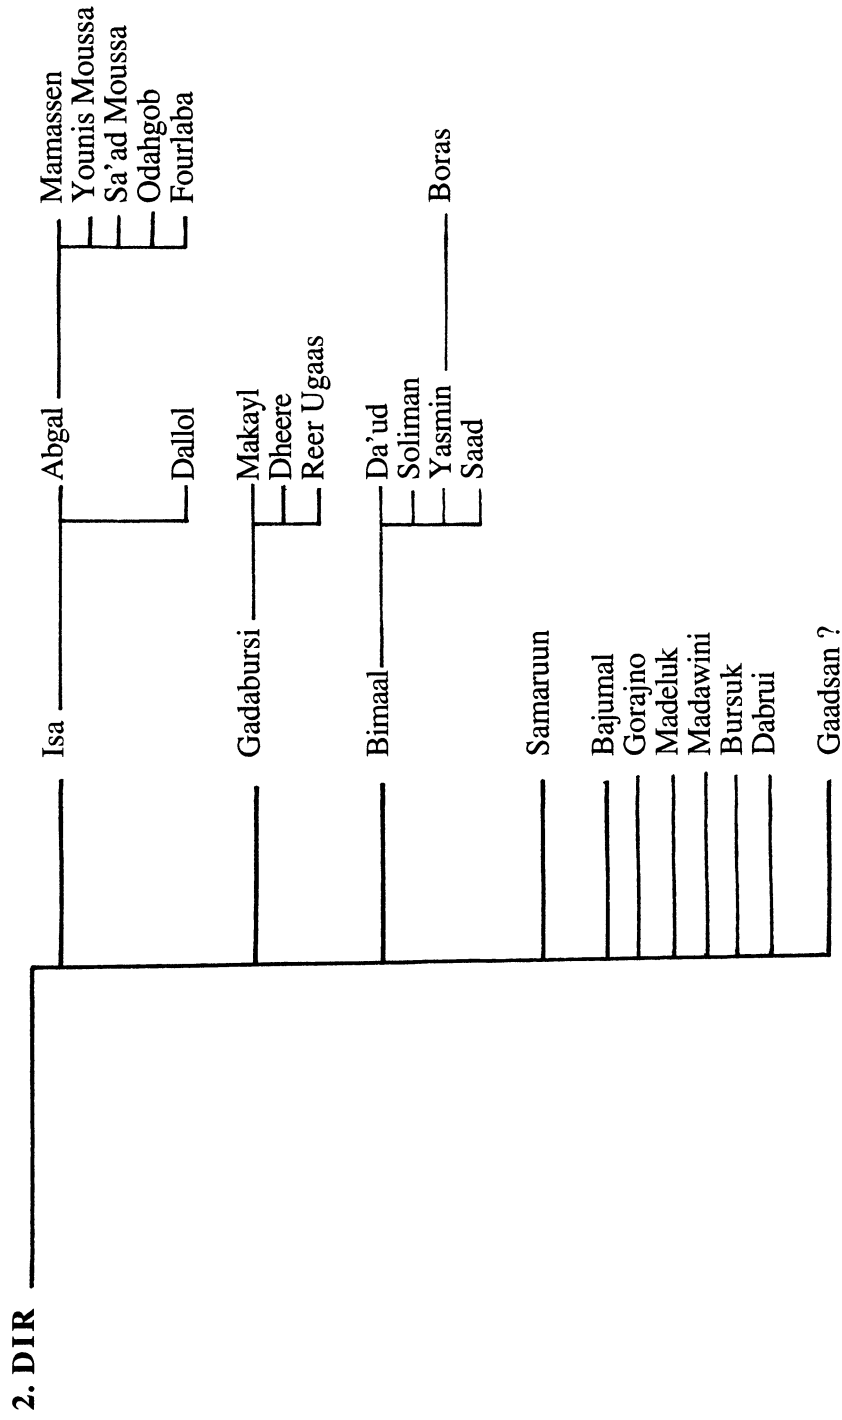 2. DIR
Isa
Abgal
Mamassen
Younis Moussa
Sa'ad Moussa
Odahgob
Fourlaba
Dallol
Gadabursi
Makayl
Dheere
Reer Ugaas
Bimaal
Da'ud
Soliman
Yasmin
Boras
Saad
Samaruun
Bajumal
Gorajno
Madeluk
Madawini
Bursuk
Dabrui
Gaadsan ?